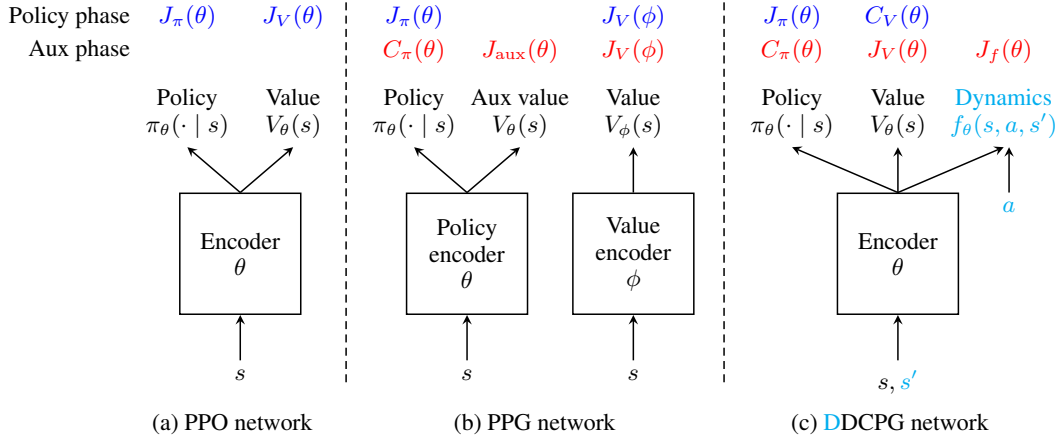 Policy phase J_π(θ) J_V(θ) J_π(θ) J_V(ϕ) J_π(θ) C_V(θ)
Aux phase C_π(θ) J_aux(θ) J_V(ϕ) C_π(θ) J_V(θ) J_f(θ)
Policy Value Policy Aux value Value Policy Value Dynamics
π_θ(· | s) V_θ(s) π_θ(· | s) V_θ(s) V_ϕ(s) π_θ(· | s) V_θ(s) f_θ(s, a, s′)
a
Encoder
θ
Policy
encoder
θ
Value
encoder
ϕ
Encoder
θ
s s s s, s′
(a) PPO network (b) PPG network (c) DDCPG network